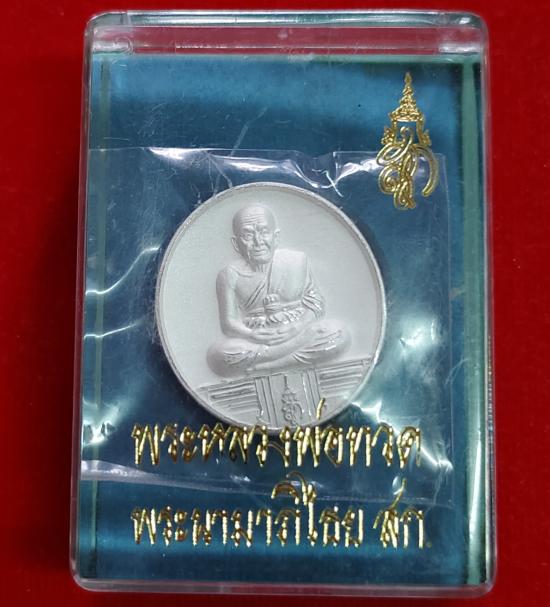 พระหลวงพ่อทวด
พระนามาภิไธย สก.